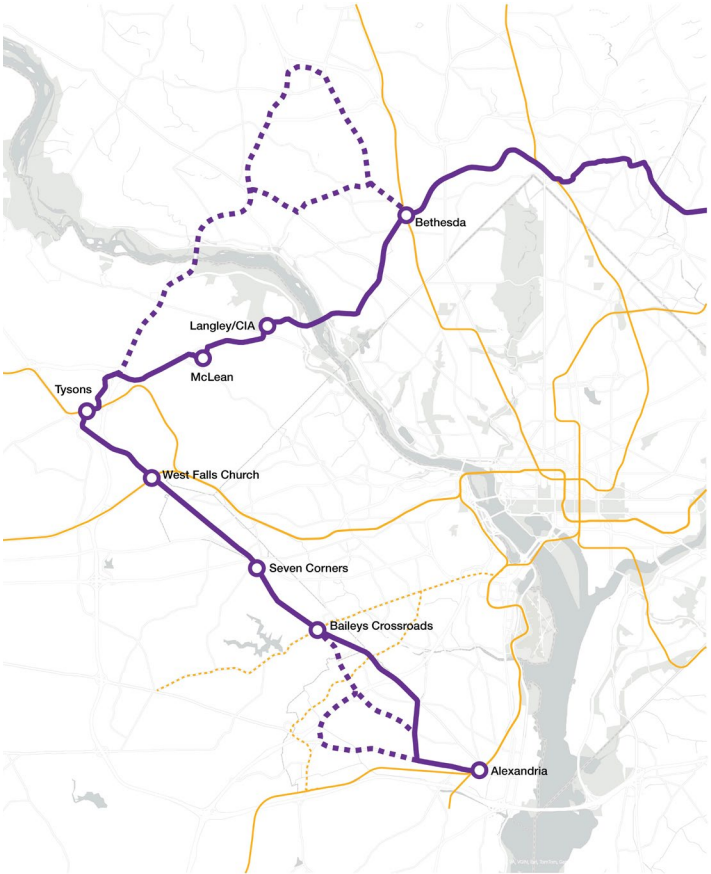 Bethesda
Langley/CIA
McLean
Tysons
West Falls Church
Seven Corners
Baileys Crossroads
Alexandria